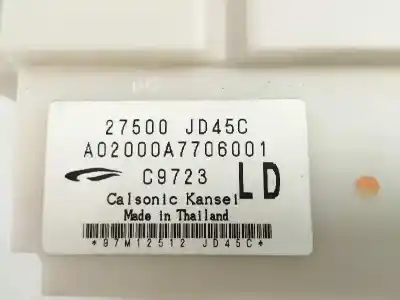 27500 JD45C
A02000A7706001
C9723 LD
Calsonic Kansei
Made in Thailand
*97M12512 JD45C*